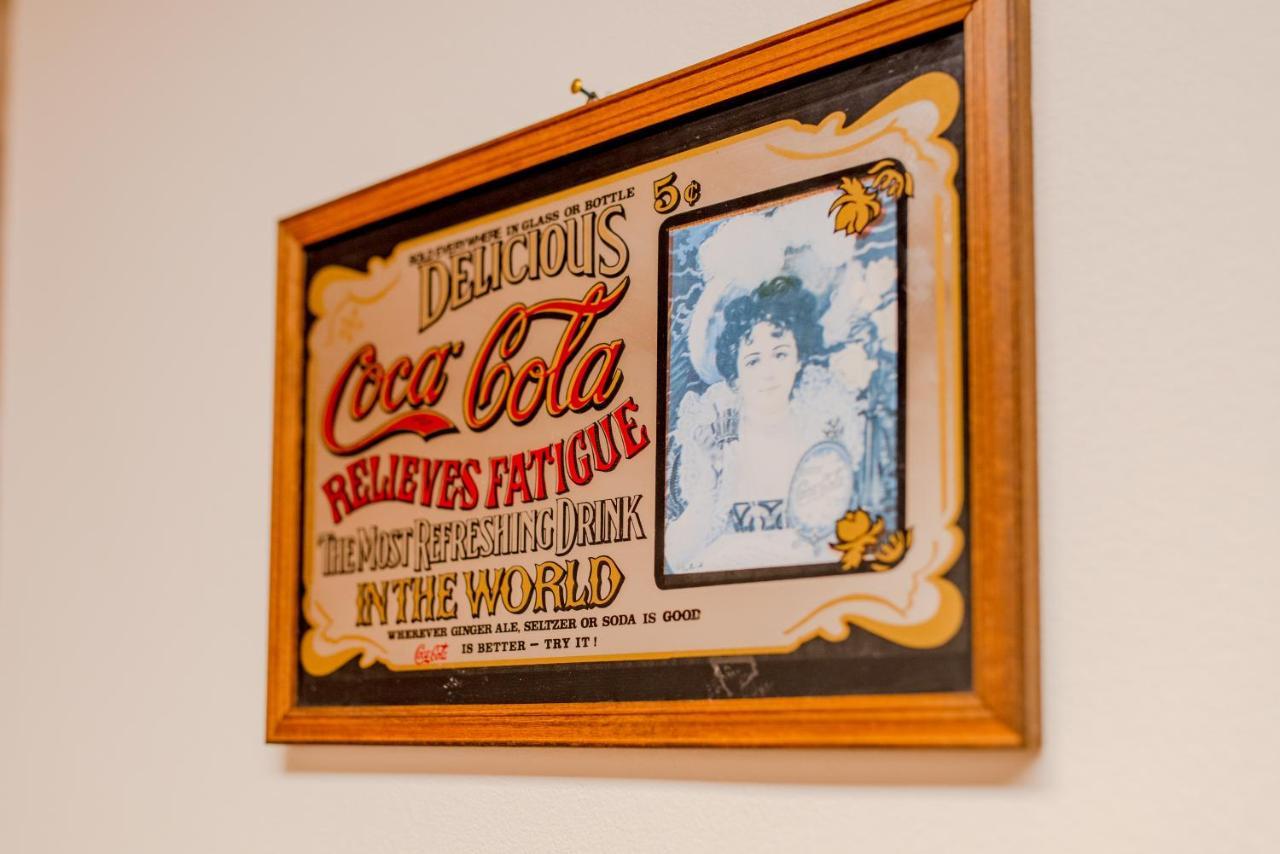 SOLD EVERYWHERE IN GLASS OR BOTTLE
5¢
DELICIOUS
Coca-Cola
RELIEVES FATIGUE
THE MOST REFRESHING DRINK
IN THE WORLD
WHEREVER GINGER ALE, SELTZER OR SODA IS GOOD
Coca-Cola IS BETTER – TRY IT!